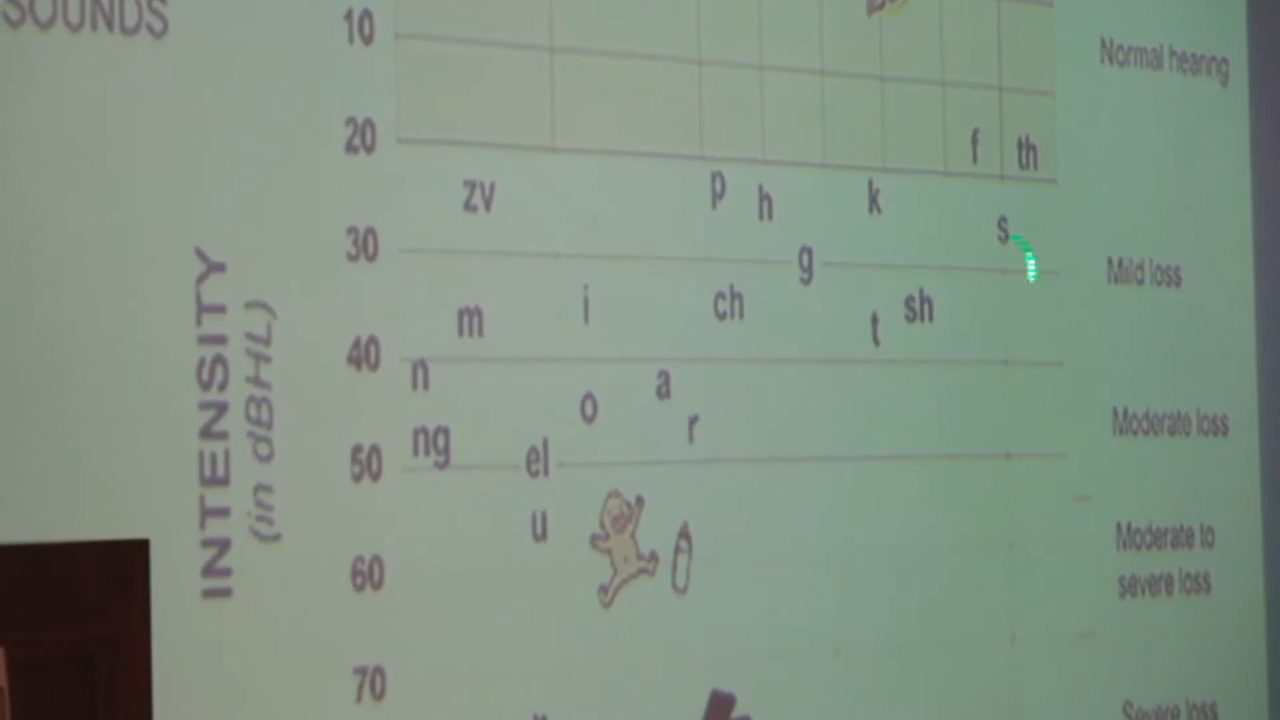 SOUNDS
10
Normal hearing
20
f
th
zv
p
h
k
s
30
g
Mild loss
m
i
ch
t
sh
40
n
o
a
r
Moderate loss
ng
el
50
u
Moderate to
severe loss
60
70
Severe loss
INTENSITY
(in dBHL)